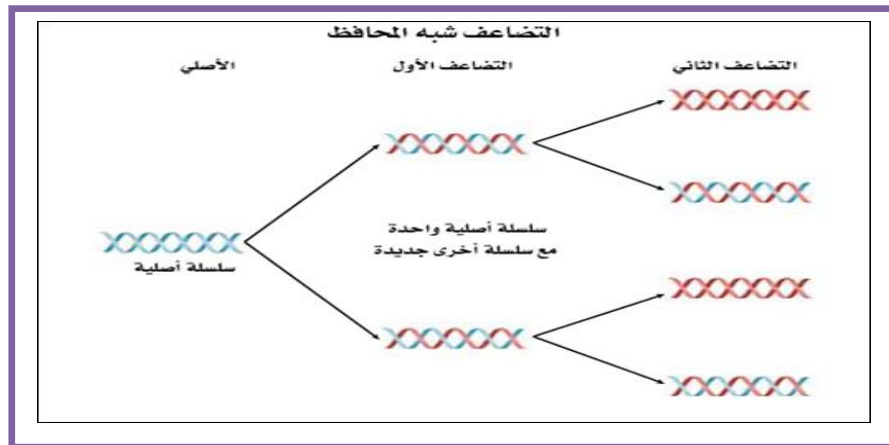 التضاعف شبه المحافظ
الأصلي
التضاعف الأول
التضاعف الثاني
سلسلة أصلية
سلسلة أصلية واحدة
مع سلسلة أخرى جديدة